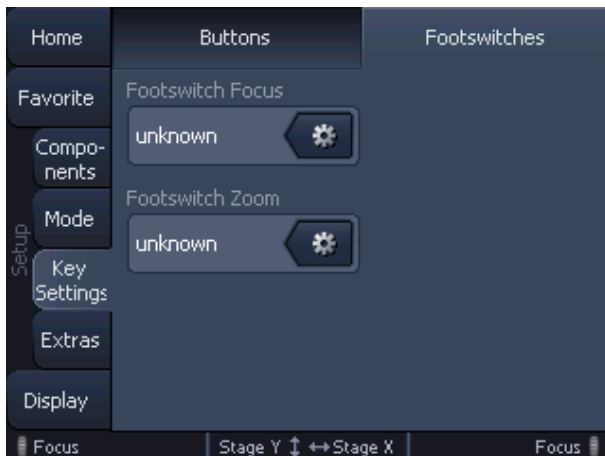 Home
Buttons
Footswitches
Favorite
Footswitch Focus
unknown
Compo-
nents
Footswitch Zoom
Mode
unknown
Setup
Key
Settings
Extras
Display
Focus
Stage Y ↕ ↔ Stage X
Focus